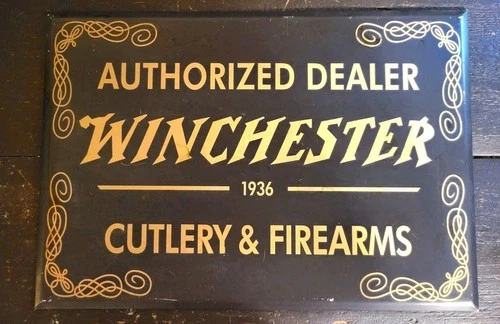 AUTHORIZED DEALER
WINCHESTER
1936
CUTLERY & FIREARMS